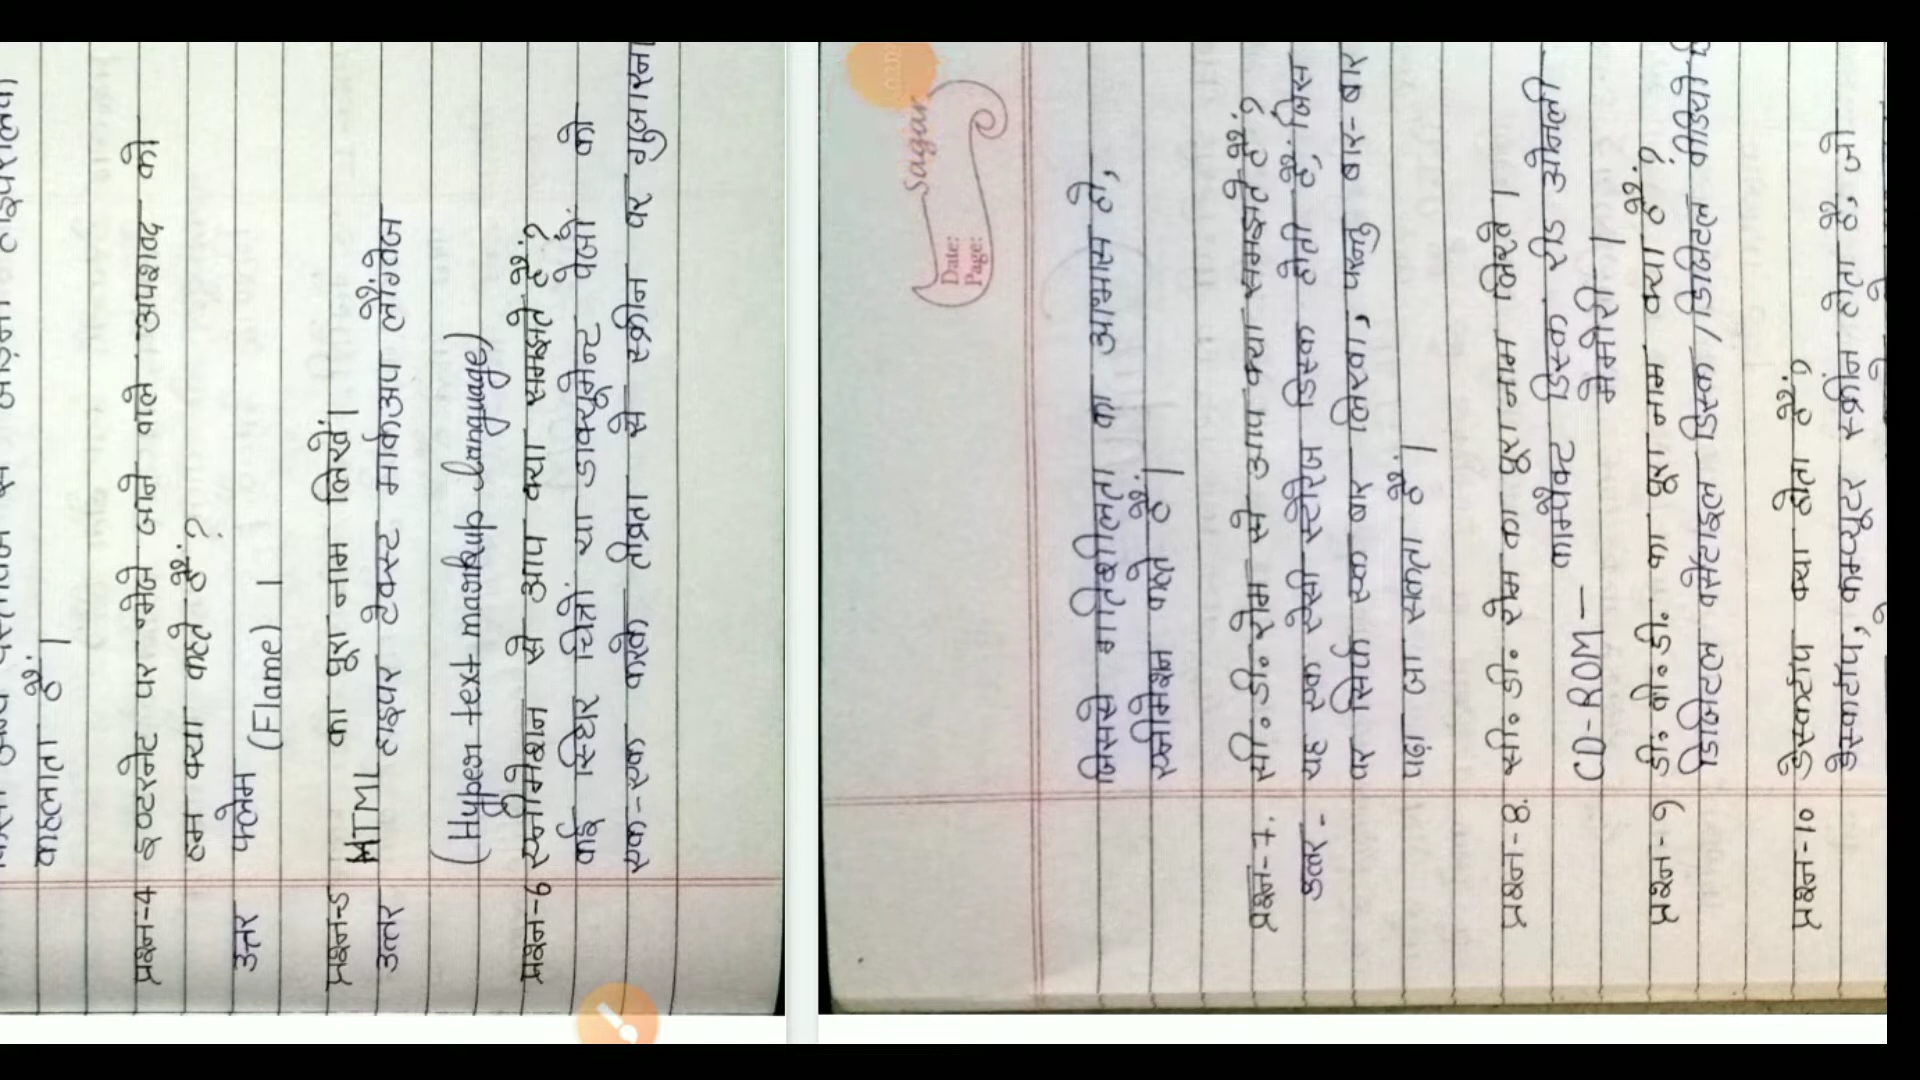 कहलाता है।
प्रश्न-4 इण्टरनेट पर भेजे जाने वाले अपशब्द को
हम क्या कहते हैं ?
उत्तर फ्लेम
(Flame) ।
प्रश्न-5 HTML का पूरा नाम लिखें।
उत्तर हाइपर टेक्स्ट मार्कअप लैंग्वेज
(Hyper text markup language)
प्रश्न-6 एनीमेशन से आप क्या समझते हैं ?
कई स्थिर चित्रों या डाक्यूमेन्ट पेजों को
एक-एक करके तीव्रता से स्क्रीन पर गुजारना
Sagar
Date:
Page:
जिससे गतिशीलता का आभास हो,
एनीमेशन कहते हैं ।
प्रश्न-7. सी॰ डी॰ रोम से आप क्या समझते हैं ?
उत्तर - यह एक ऐसी स्टोरेज डिस्क होती है, जिस
पर सिर्फ एक बार लिखा, परन्तु बार-बार
पढ़ा जा सकता है ।
प्रश्न-8. सी॰ डी॰ रोम का पूरा नाम लिखें।
काम्पैक्ट डिस्क रीड ओनली
CD-ROM — मेमोरी।
प्रश्न-9 डी॰ वी॰ डी॰ का पूरा नाम क्या है ?
डिजिटल वर्सेटाइल डिस्क / डिजिटल वीडियो
प्रश्न-10 डेस्कटॉप क्या होता है ?
डेस्कटॉप, कम्प्यूटर स्क्रीन होता है, जो